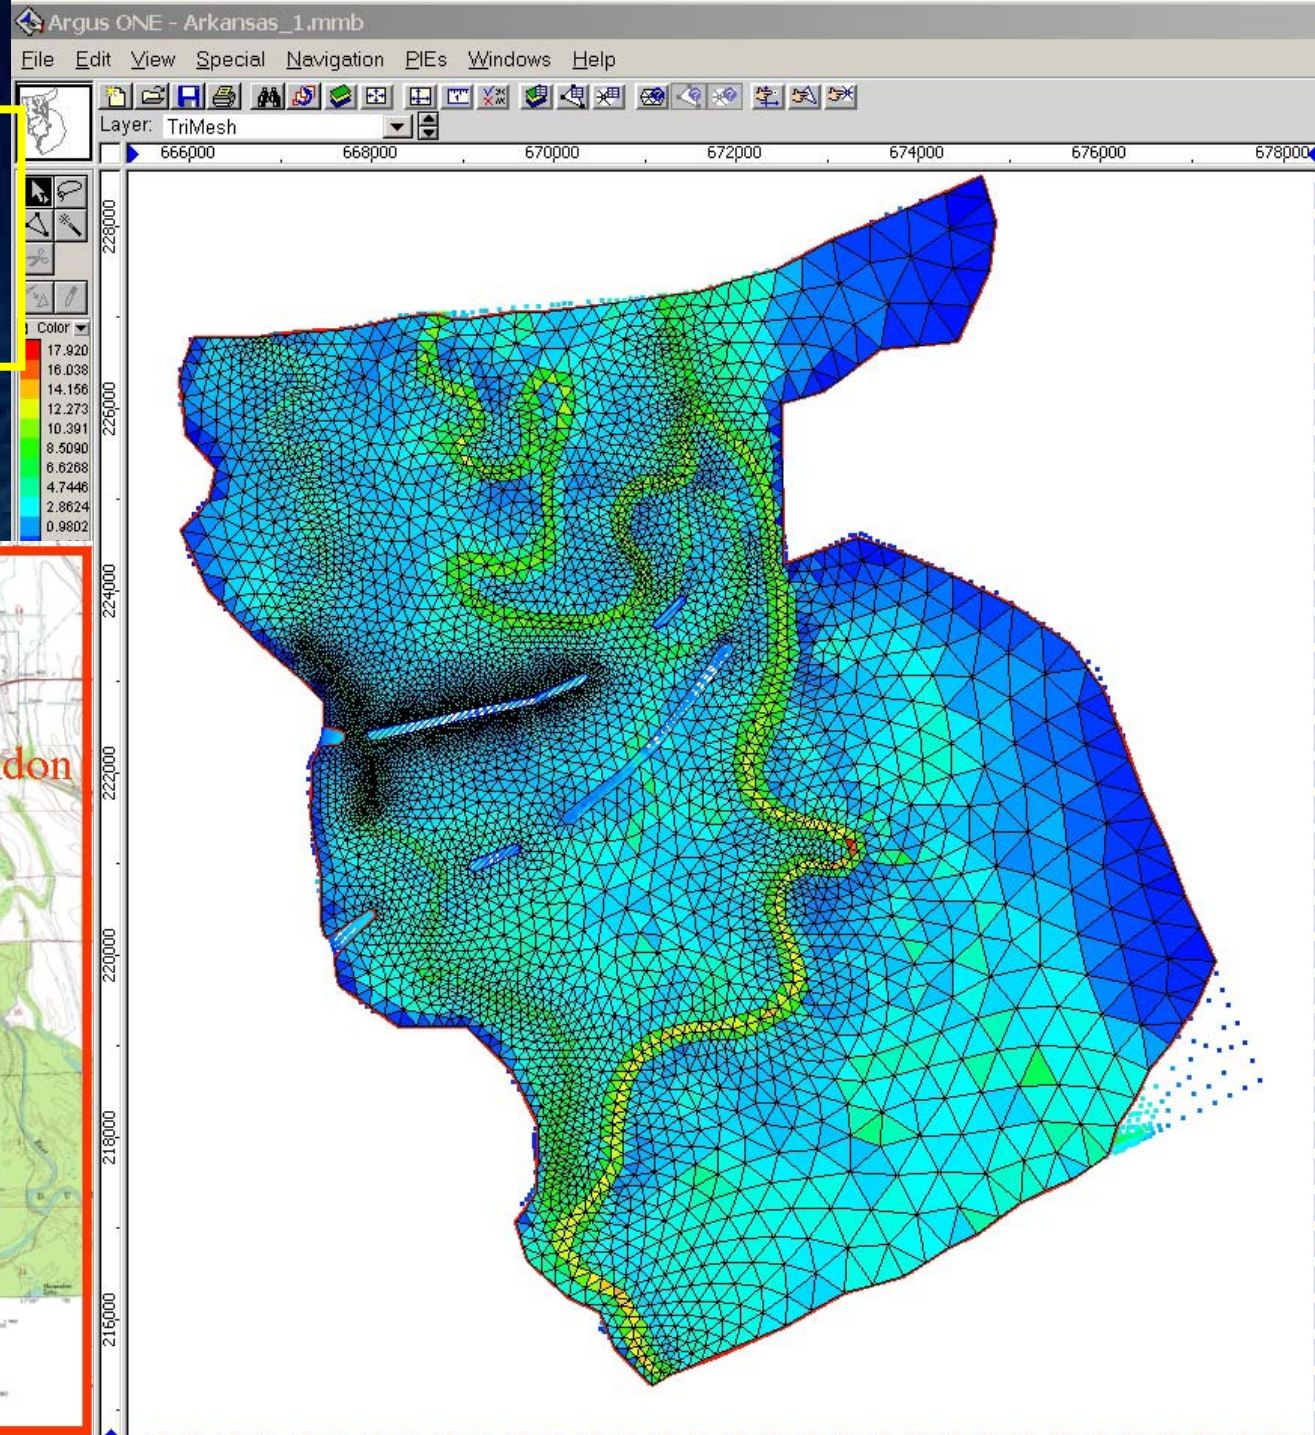 Argus ONE - Arkansas_1.mmb
File Edit View Special Navigation PIEs Windows Help
Layer: TriMesh
666000 668000 670000 672000 674000 676000 678000
228000
226000
224000
222000
220000
218000
216000
Color
17.920
16.038
14.156
12.273
10.391
8.5090
6.6268
4.7446
2.8624
0.9802
don